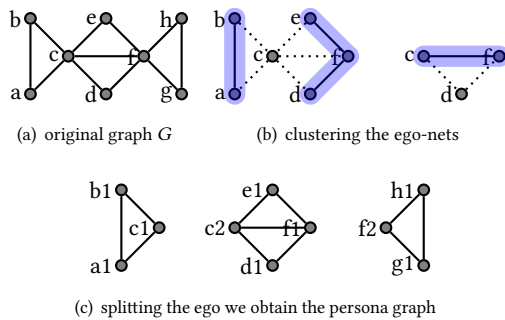 b e h b e
c f c f c f
a d g a d d
(a) original graph G (b) clustering the ego-nets
b1 e1 h1
c1 c2 f1 f2
a1 d1 g1
(c) splitting the ego we obtain the persona graph